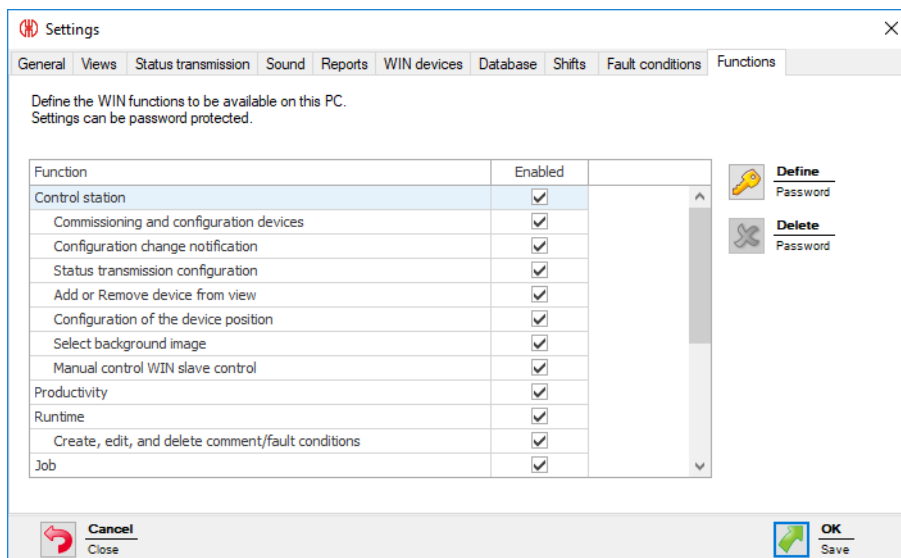 Settings
General Views Status transmission Sound Reports WIN devices Database Shifts Fault conditions Functions
Define the WIN functions to be available on this PC.
Settings can be password protected.
Function Enabled
Control station
Commissioning and configuration devices
Configuration change notification
Status transmission configuration
Add or Remove device from view
Configuration of the device position
Select background image
Manual control WIN slave control
Productivity
Runtime
Create, edit, and delete comment/fault conditions
Job
Define
Password
Delete
Password
Cancel
Close
OK
Save